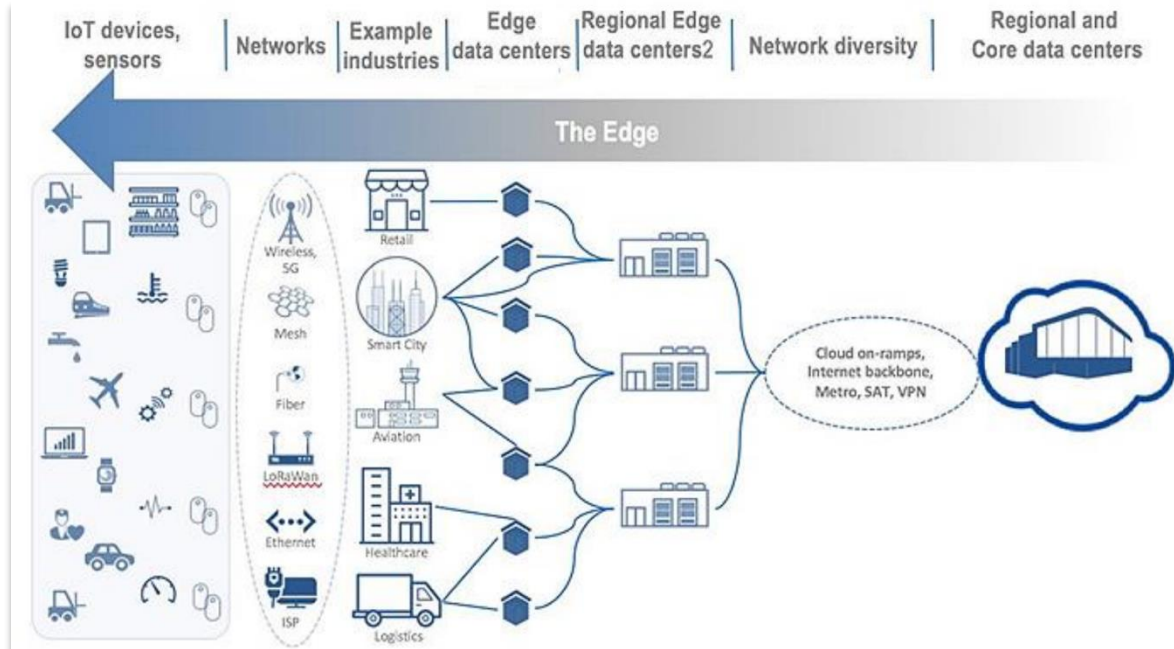 IoT devices,
sensors
Networks
Example
industries
Edge
data centers
Regional Edge
data centers2
Network diversity
Regional and
Core data centers
The Edge
Wireless,
5G
Mesh
Fiber
LoRaWan
Ethernet
ISP
Retail
Smart City
Aviation
Healthcare
Logistics
Cloud on-ramps,
Internet backbone,
Metro, SAT, VPN